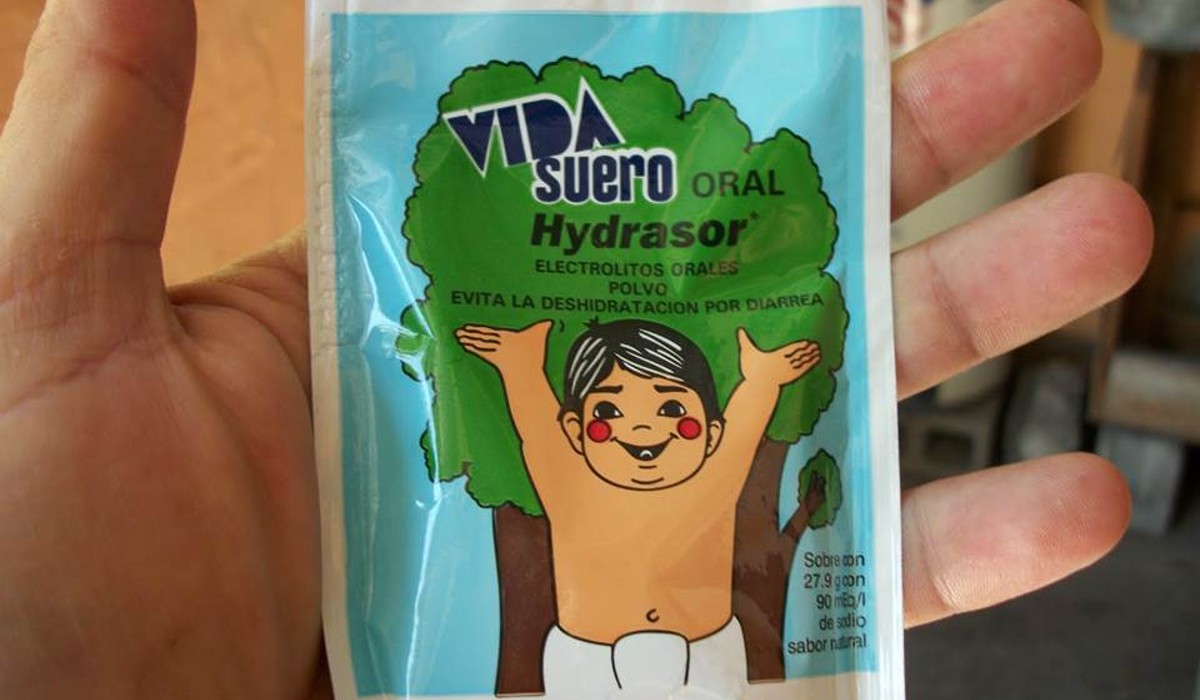 VIDA
suero ORAL
Hydrasor®
ELECTROLITOS ORALES
POLVO
EVITA LA DESHIDRATACION POR DIARREA
Sobre con
27.9 g con
90 mEq/l
de sodio
sabor natural